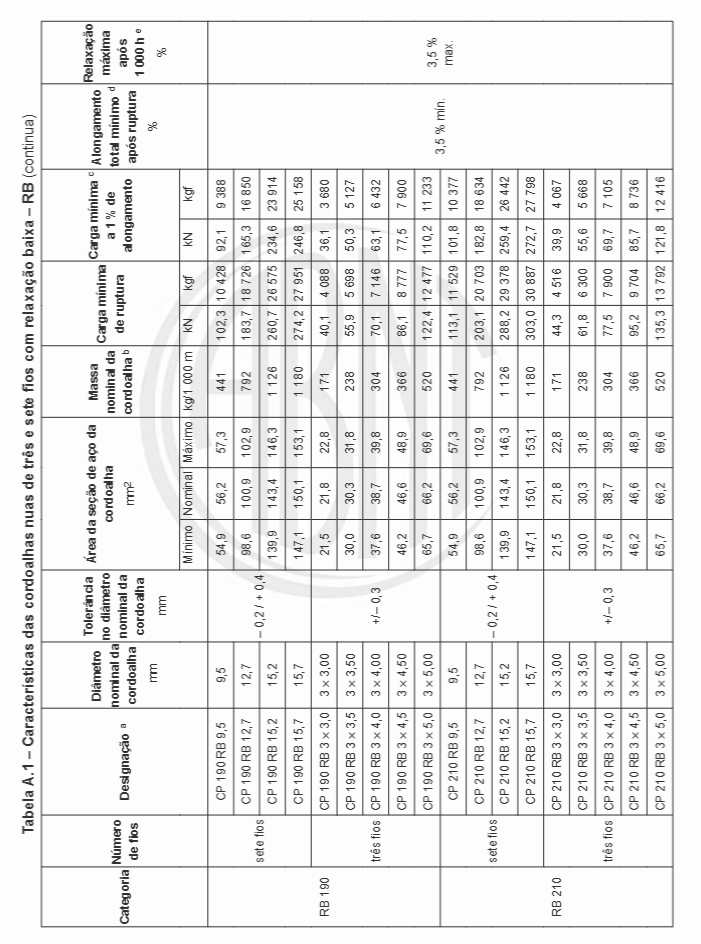 Tabela A.1 – Características das cordoalhas nuas de três e sete fios com relaxação baixa – RB (continua)
Categoria | Número de fios | Designação a | Diâmetro nominal da cordoalha mm | Tolerância no diâmetro nominal da cordoalha mm | Área da seção de aço da cordoalha mm2 | Massa nominal da cordoalha b | Carga mínima de ruptura | Carga mínima c a 1 % de alongamento | Alongamento total mínimo d após ruptura % | Relaxação máxima após 1 000 h e %
Mínimo | Nominal | Máximo | kg/1 000 m | kN | kgf | kN | kgf
RB 190 | sete fios | CP 190 RB 9,5 | 9,5 | – 0,2 / + 0,4 | 54,9 | 56,2 | 57,3 | 441 | 102,3 | 10 428 | 92,1 | 9 388 | 3,5 % min. | 3,5 % max.
CP 190 RB 12,7 | 12,7 | 98,6 | 100,9 | 102,9 | 792 | 183,7 | 18 726 | 165,3 | 16 850
CP 190 RB 15,2 | 15,2 | 139,9 | 143,4 | 146,3 | 1 126 | 260,7 | 26 575 | 234,6 | 23 914
CP 190 RB 15,7 | 15,7 | 147,1 | 150,1 | 153,1 | 1 180 | 274,2 | 27 951 | 246,8 | 25 158
três fios | CP 190 RB 3 × 3,0 | 3 × 3,00 | +/– 0,3 | 21,5 | 21,8 | 22,8 | 171 | 40,1 | 4 088 | 36,1 | 3 680
CP 190 RB 3 × 3,5 | 3 × 3,50 | 30,0 | 30,3 | 31,8 | 238 | 55,9 | 5 698 | 50,3 | 5 127
CP 190 RB 3 × 4,0 | 3 × 4,00 | 37,6 | 38,7 | 39,8 | 304 | 70,1 | 7 146 | 63,1 | 6 432
CP 190 RB 3 × 4,5 | 3 × 4,50 | 46,2 | 46,6 | 48,9 | 366 | 86,1 | 8 777 | 77,5 | 7 900
CP 190 RB 3 × 5,0 | 3 × 5,00 | 65,7 | 66,2 | 69,6 | 520 | 122,4 | 12 477 | 110,2 | 11 233
RB 210 | sete fios | CP 210 RB 9,5 | 9,5 | – 0,2 / + 0,4 | 54,9 | 56,2 | 57,3 | 441 | 113,1 | 11 529 | 101,8 | 10 377
CP 210 RB 12,7 | 12,7 | 98,6 | 100,9 | 102,9 | 792 | 203,1 | 20 703 | 182,8 | 18 634
CP 210 RB 15,2 | 15,2 | 139,9 | 143,4 | 146,3 | 1 126 | 288,2 | 29 378 | 259,4 | 26 442
CP 210 RB 15,7 | 15,7 | 147,1 | 150,1 | 153,1 | 1 180 | 303,0 | 30 887 | 272,7 | 27 798
três fios | CP 210 RB 3 × 3,0 | 3 × 3,00 | +/– 0,3 | 21,5 | 21,8 | 22,8 | 171 | 44,3 | 4 516 | 39,9 | 4 067
CP 210 RB 3 × 3,5 | 3 × 3,50 | 30,0 | 30,3 | 31,8 | 238 | 61,8 | 6 300 | 55,6 | 5 668
CP 210 RB 3 × 4,0 | 3 × 4,00 | 37,6 | 38,7 | 39,8 | 304 | 77,5 | 7 900 | 69,7 | 7 105
CP 210 RB 3 × 4,5 | 3 × 4,50 | 46,2 | 46,6 | 48,9 | 366 | 95,2 | 9 704 | 85,7 | 8 736
CP 210 RB 3 × 5,0 | 3 × 5,00 | 65,7 | 66,2 | 69,6 | 520 | 135,3 | 13 792 | 121,8 | 12 416
ABNT